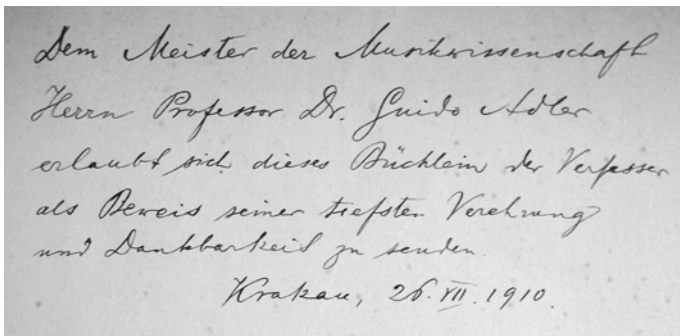 Dem Meister der Musikwissenschaft
Herrn Professor Dr. Guido Adler
erlaubt sich dieses Büchlein der Verfasser
als Beweis seiner tiefsten Verehrung
und Dankbarkeit zu senden.
Krakau, 26. VII. 1910.